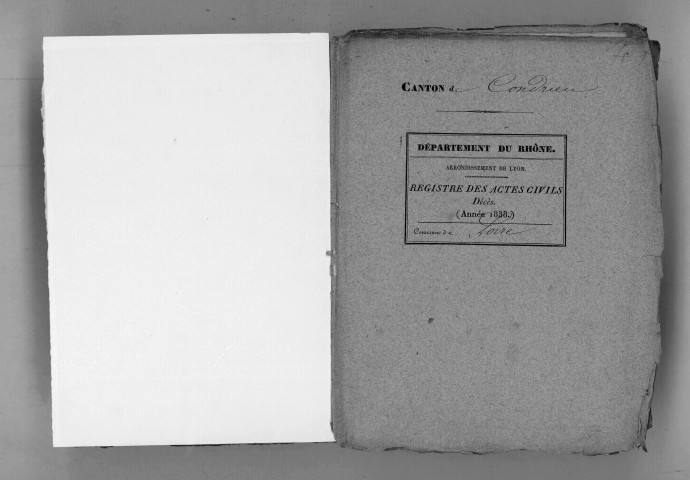 CANTON de Condrieu
DÉPARTEMENT DU RHÔNE.
ARRONDISSEMENT DE LYON.
REGISTRE DES ACTES CIVILS
Décès.
(Année 1838.)
Commune de Loire